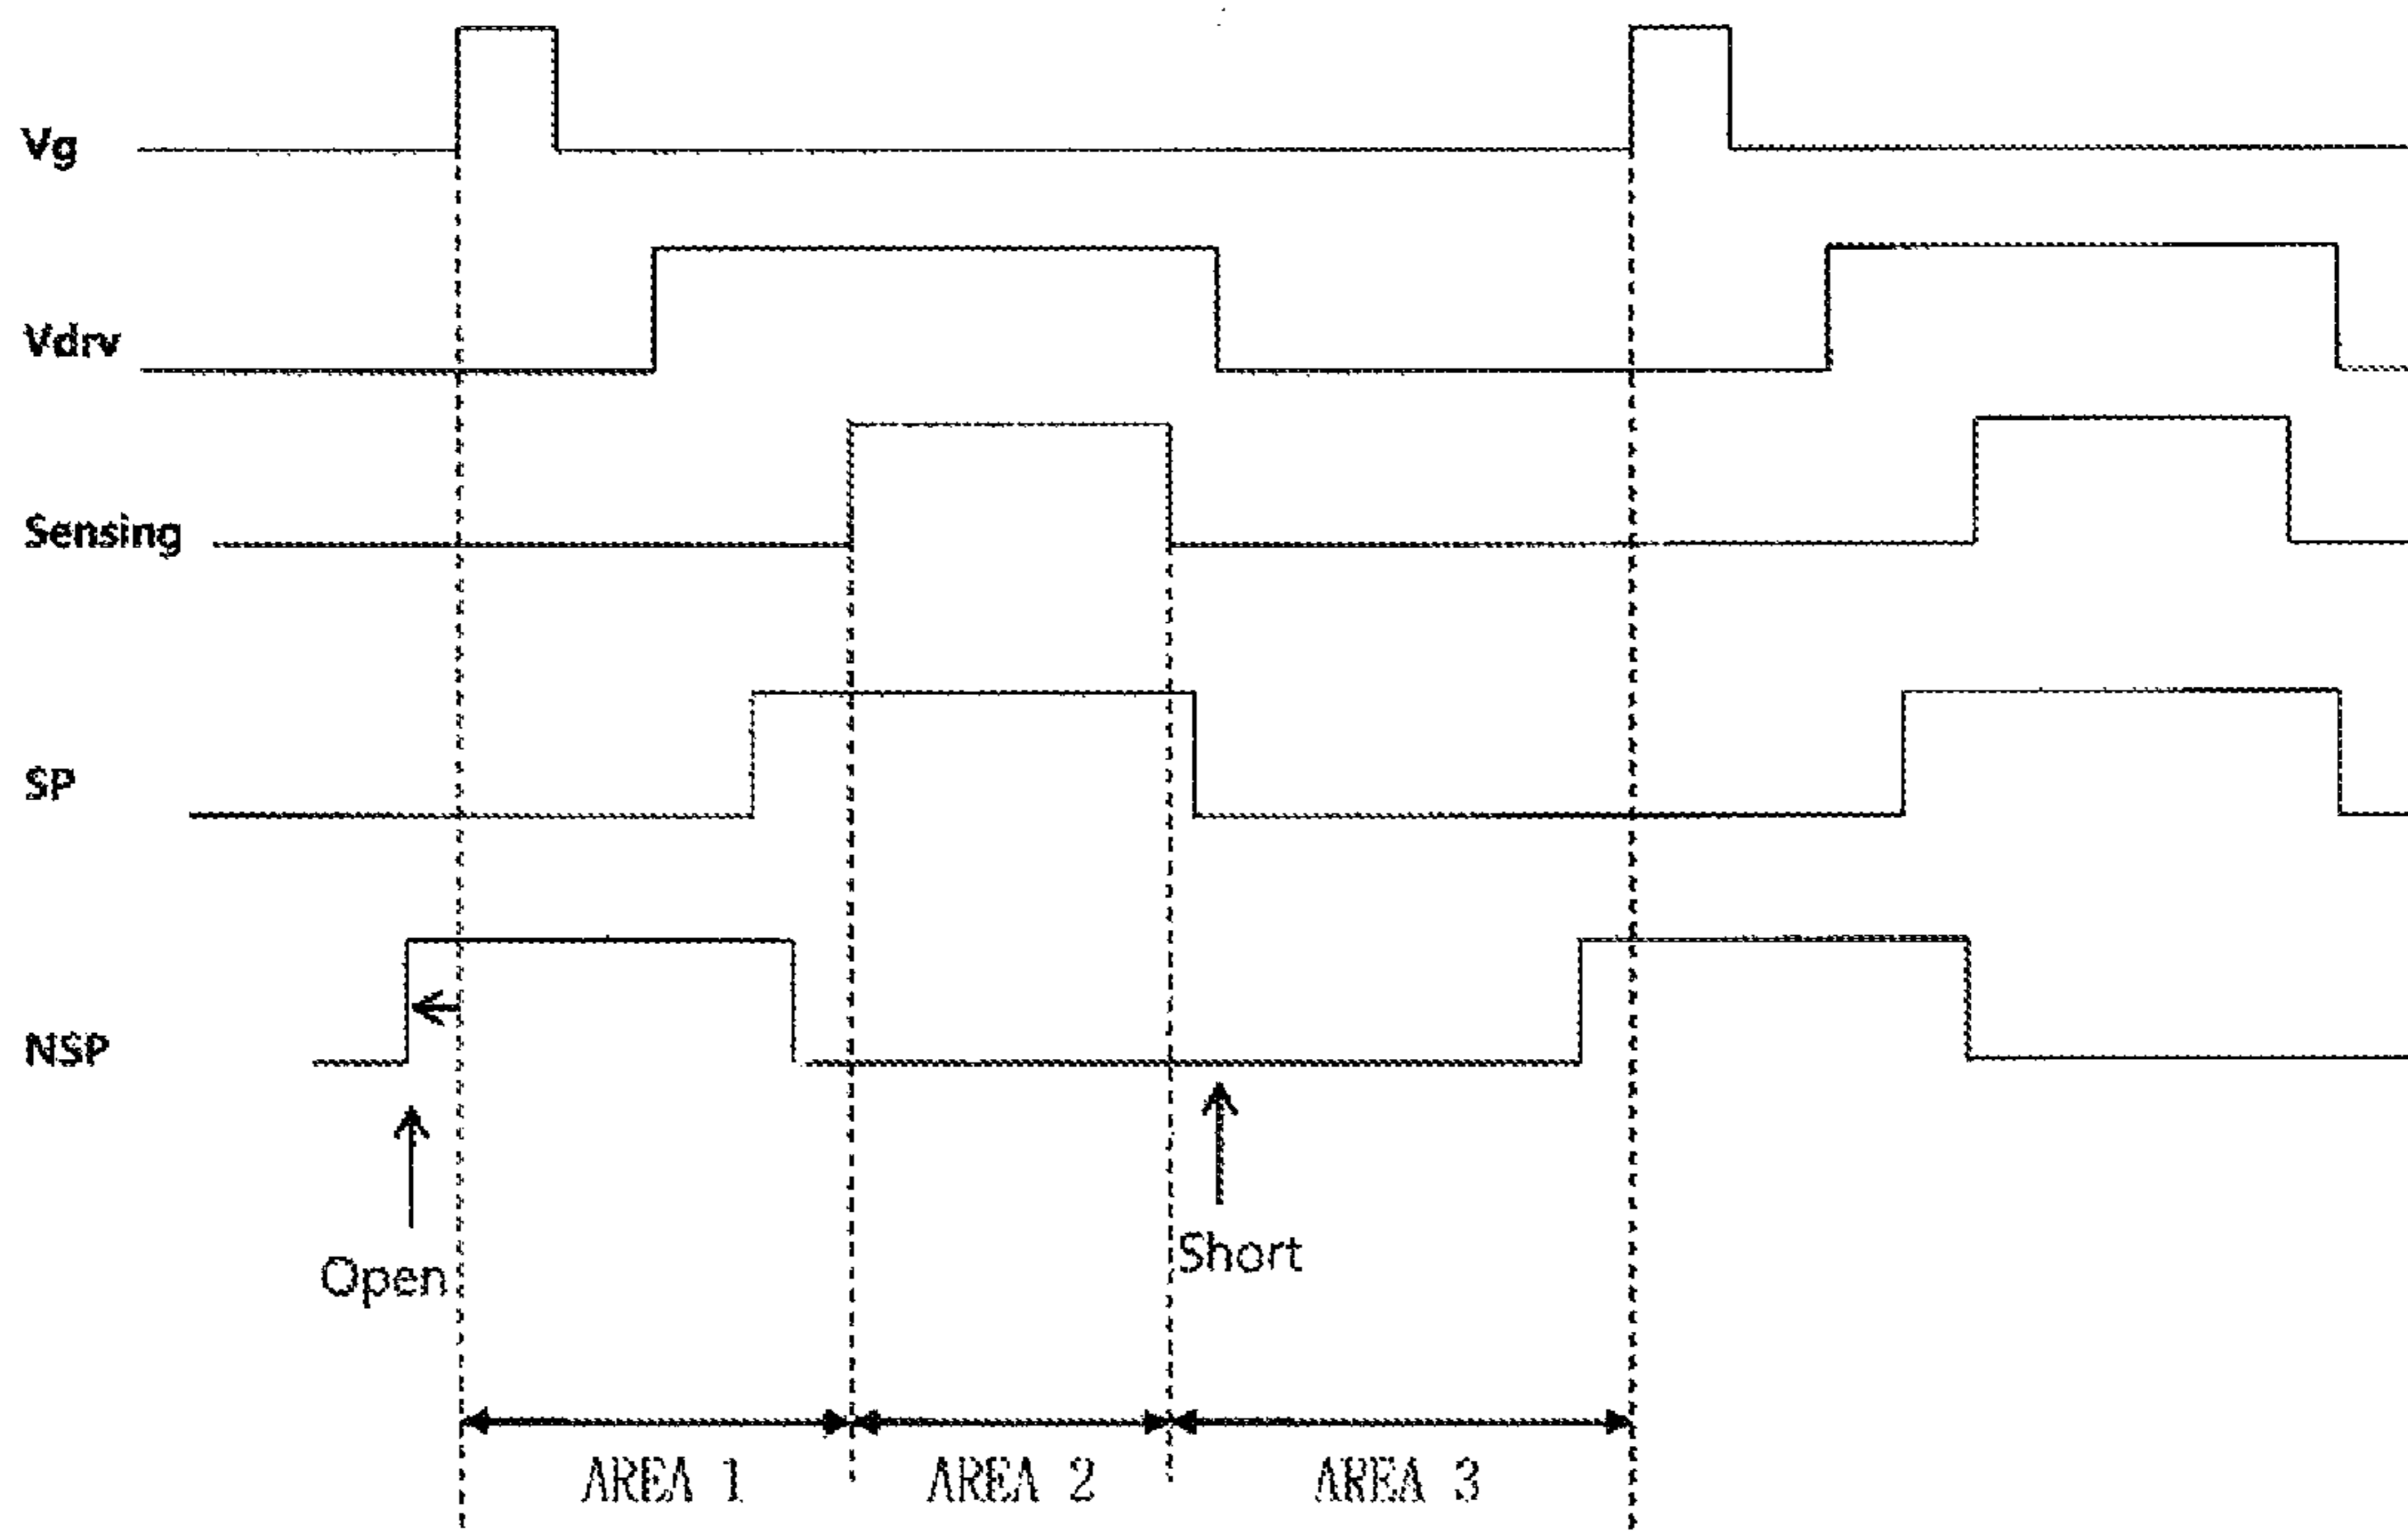 Vg
Vdrv
Sensing
SP
NSP
Open
Short
AREA 1
AREA 2
AREA 3